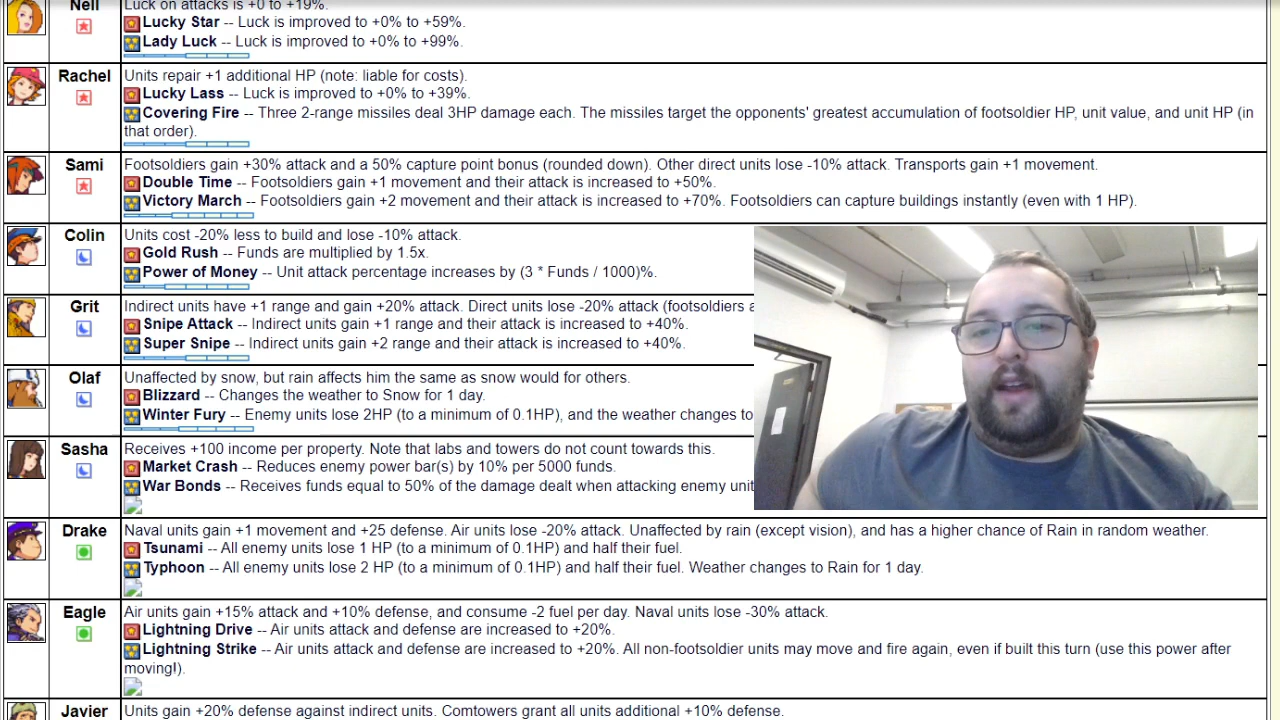 Nell
Luck on attacks is +0 to +19%.
Lucky Star -- Luck is improved to +0% to +59%.
Lady Luck -- Luck is improved to +0% to +99%.
Rachel
Units repair +1 additional HP (note: liable for costs).
Lucky Lass -- Luck is improved to +0% to +39%.
Covering Fire -- Three 2-range missiles deal 3HP damage each. The missiles target the opponents' greatest accumulation of footsoldier HP, unit value, and unit HP (in
that order).
Sami
Footsoldiers gain +30% attack and a 50% capture point bonus (rounded down). Other direct units lose -10% attack. Transports gain +1 movement.
Double Time -- Footsoldiers gain +1 movement and their attack is increased to +50%.
Victory March -- Footsoldiers gain +2 movement and their attack is increased to +70%. Footsoldiers can capture buildings instantly (even with 1 HP).
Colin
Units cost -20% less to build and lose -10% attack.
Gold Rush -- Funds are multiplied by 1.5x.
Power of Money -- Unit attack percentage increases by (3 * Funds / 1000)%.
Grit
Indirect units have +1 range and gain +20% attack. Direct units lose -20% attack (footsoldiers a
Snipe Attack -- Indirect units gain +1 range and their attack is increased to +40%.
Super Snipe -- Indirect units gain +2 range and their attack is increased to +40%.
Olaf
Unaffected by snow, but rain affects him the same as snow would for others.
Blizzard -- Changes the weather to Snow for 1 day.
Winter Fury -- Enemy units lose 2HP (to a minimum of 0.1HP), and the weather changes to
Sasha
Receives +100 income per property. Note that labs and towers do not count towards this.
Market Crash -- Reduces enemy power bar(s) by 10% per 5000 funds.
War Bonds -- Receives funds equal to 50% of the damage dealt when attacking enemy unit
Drake
Naval units gain +1 movement and +25 defense. Air units lose -20% attack. Unaffected by rain (except vision), and has a higher chance of Rain in random weather.
Tsunami -- All enemy units lose 1 HP (to a minimum of 0.1HP) and half their fuel.
Typhoon -- All enemy units lose 2 HP (to a minimum of 0.1HP) and half their fuel. Weather changes to Rain for 1 day.
Eagle
Air units gain +15% attack and +10% defense, and consume -2 fuel per day. Naval units lose -30% attack.
Lightning Drive -- Air units attack and defense are increased to +20%.
Lightning Strike -- Air units attack and defense are increased to +20%. All non-footsoldier units may move and fire again, even if built this turn (use this power after
moving!).
Javier
Units gain +20% defense against indirect units. Comtowers grant all units additional +10% defense.